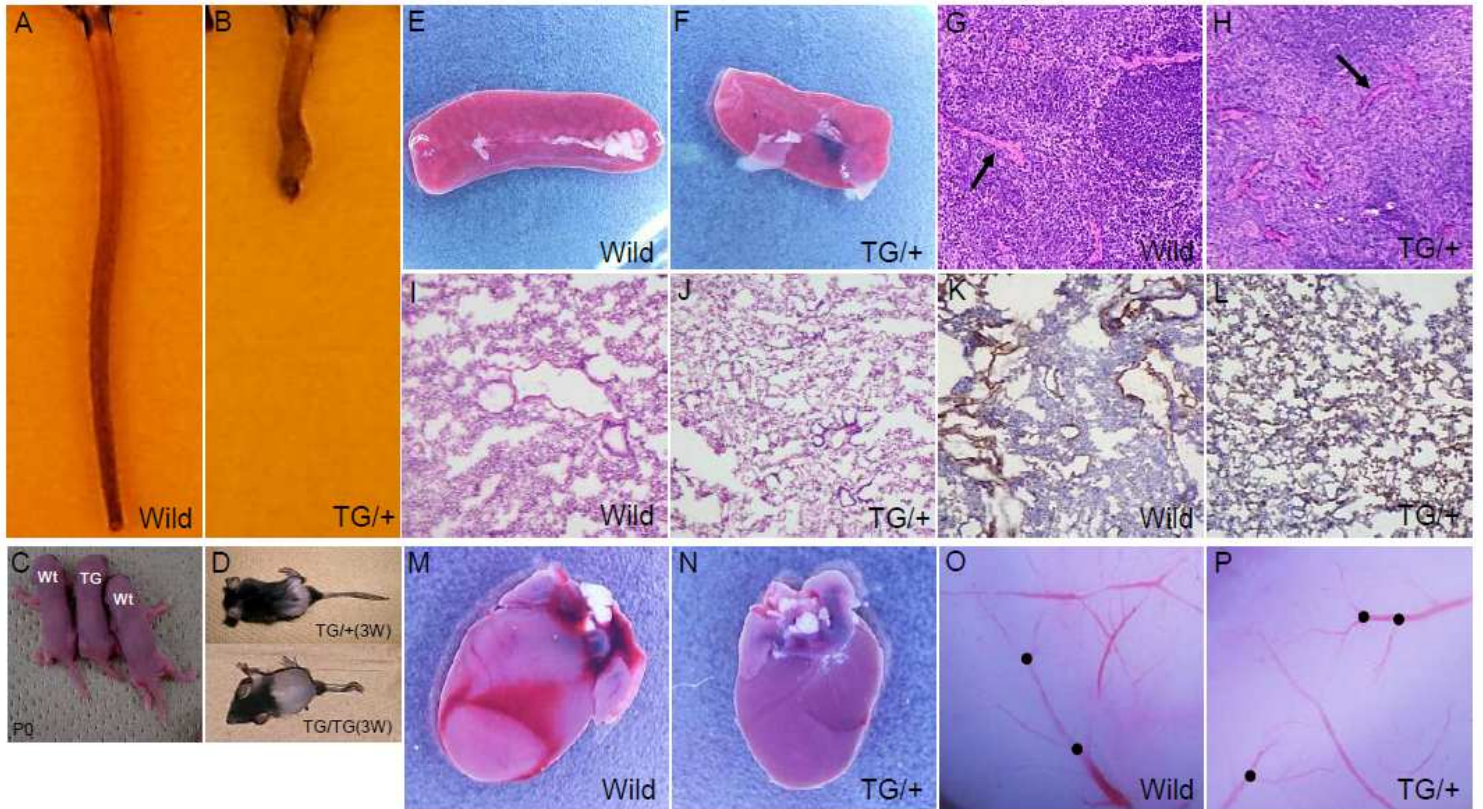 A
Wild
B
TG/+
C
Wt
TG
Wt
P0
D
TG/+(3W)
TG/TG(3W)
E
Wild
F
TG/+
G
Wild
H
TG/+
I
Wild
J
TG/+
K
Wild
L
TG/+
M
Wild
N
TG/+
O
Wild
P
TG/+